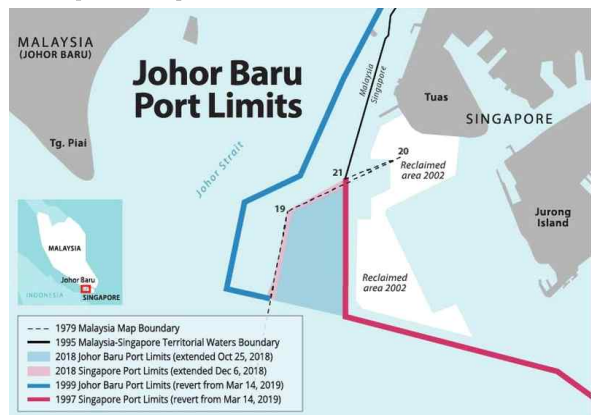 MALAYSIA
(JOHOR BARU)
Johor Baru
Port Limits
Malaysia
Singapore
Tuas
SINGAPORE
Tg. Piai
Johor Strait
20
Reclaimed
area 2002
21
19
Jurong
Island
MALAYSIA
Johor Baru
INDONESIA
SINGAPORE
Reclaimed
area 2002
1979 Malaysia Map Boundary
1995 Malaysia-Singapore Territorial Waters Boundary
2018 Johor Baru Port Limits (extended Oct 25, 2018)
2018 Singapore Port Limits (extended Dec 6, 2018)
1999 Johor Baru Port Limits (revert from Mar 14, 2019)
1997 Singapore Port Limits (revert from Mar 14, 2019)